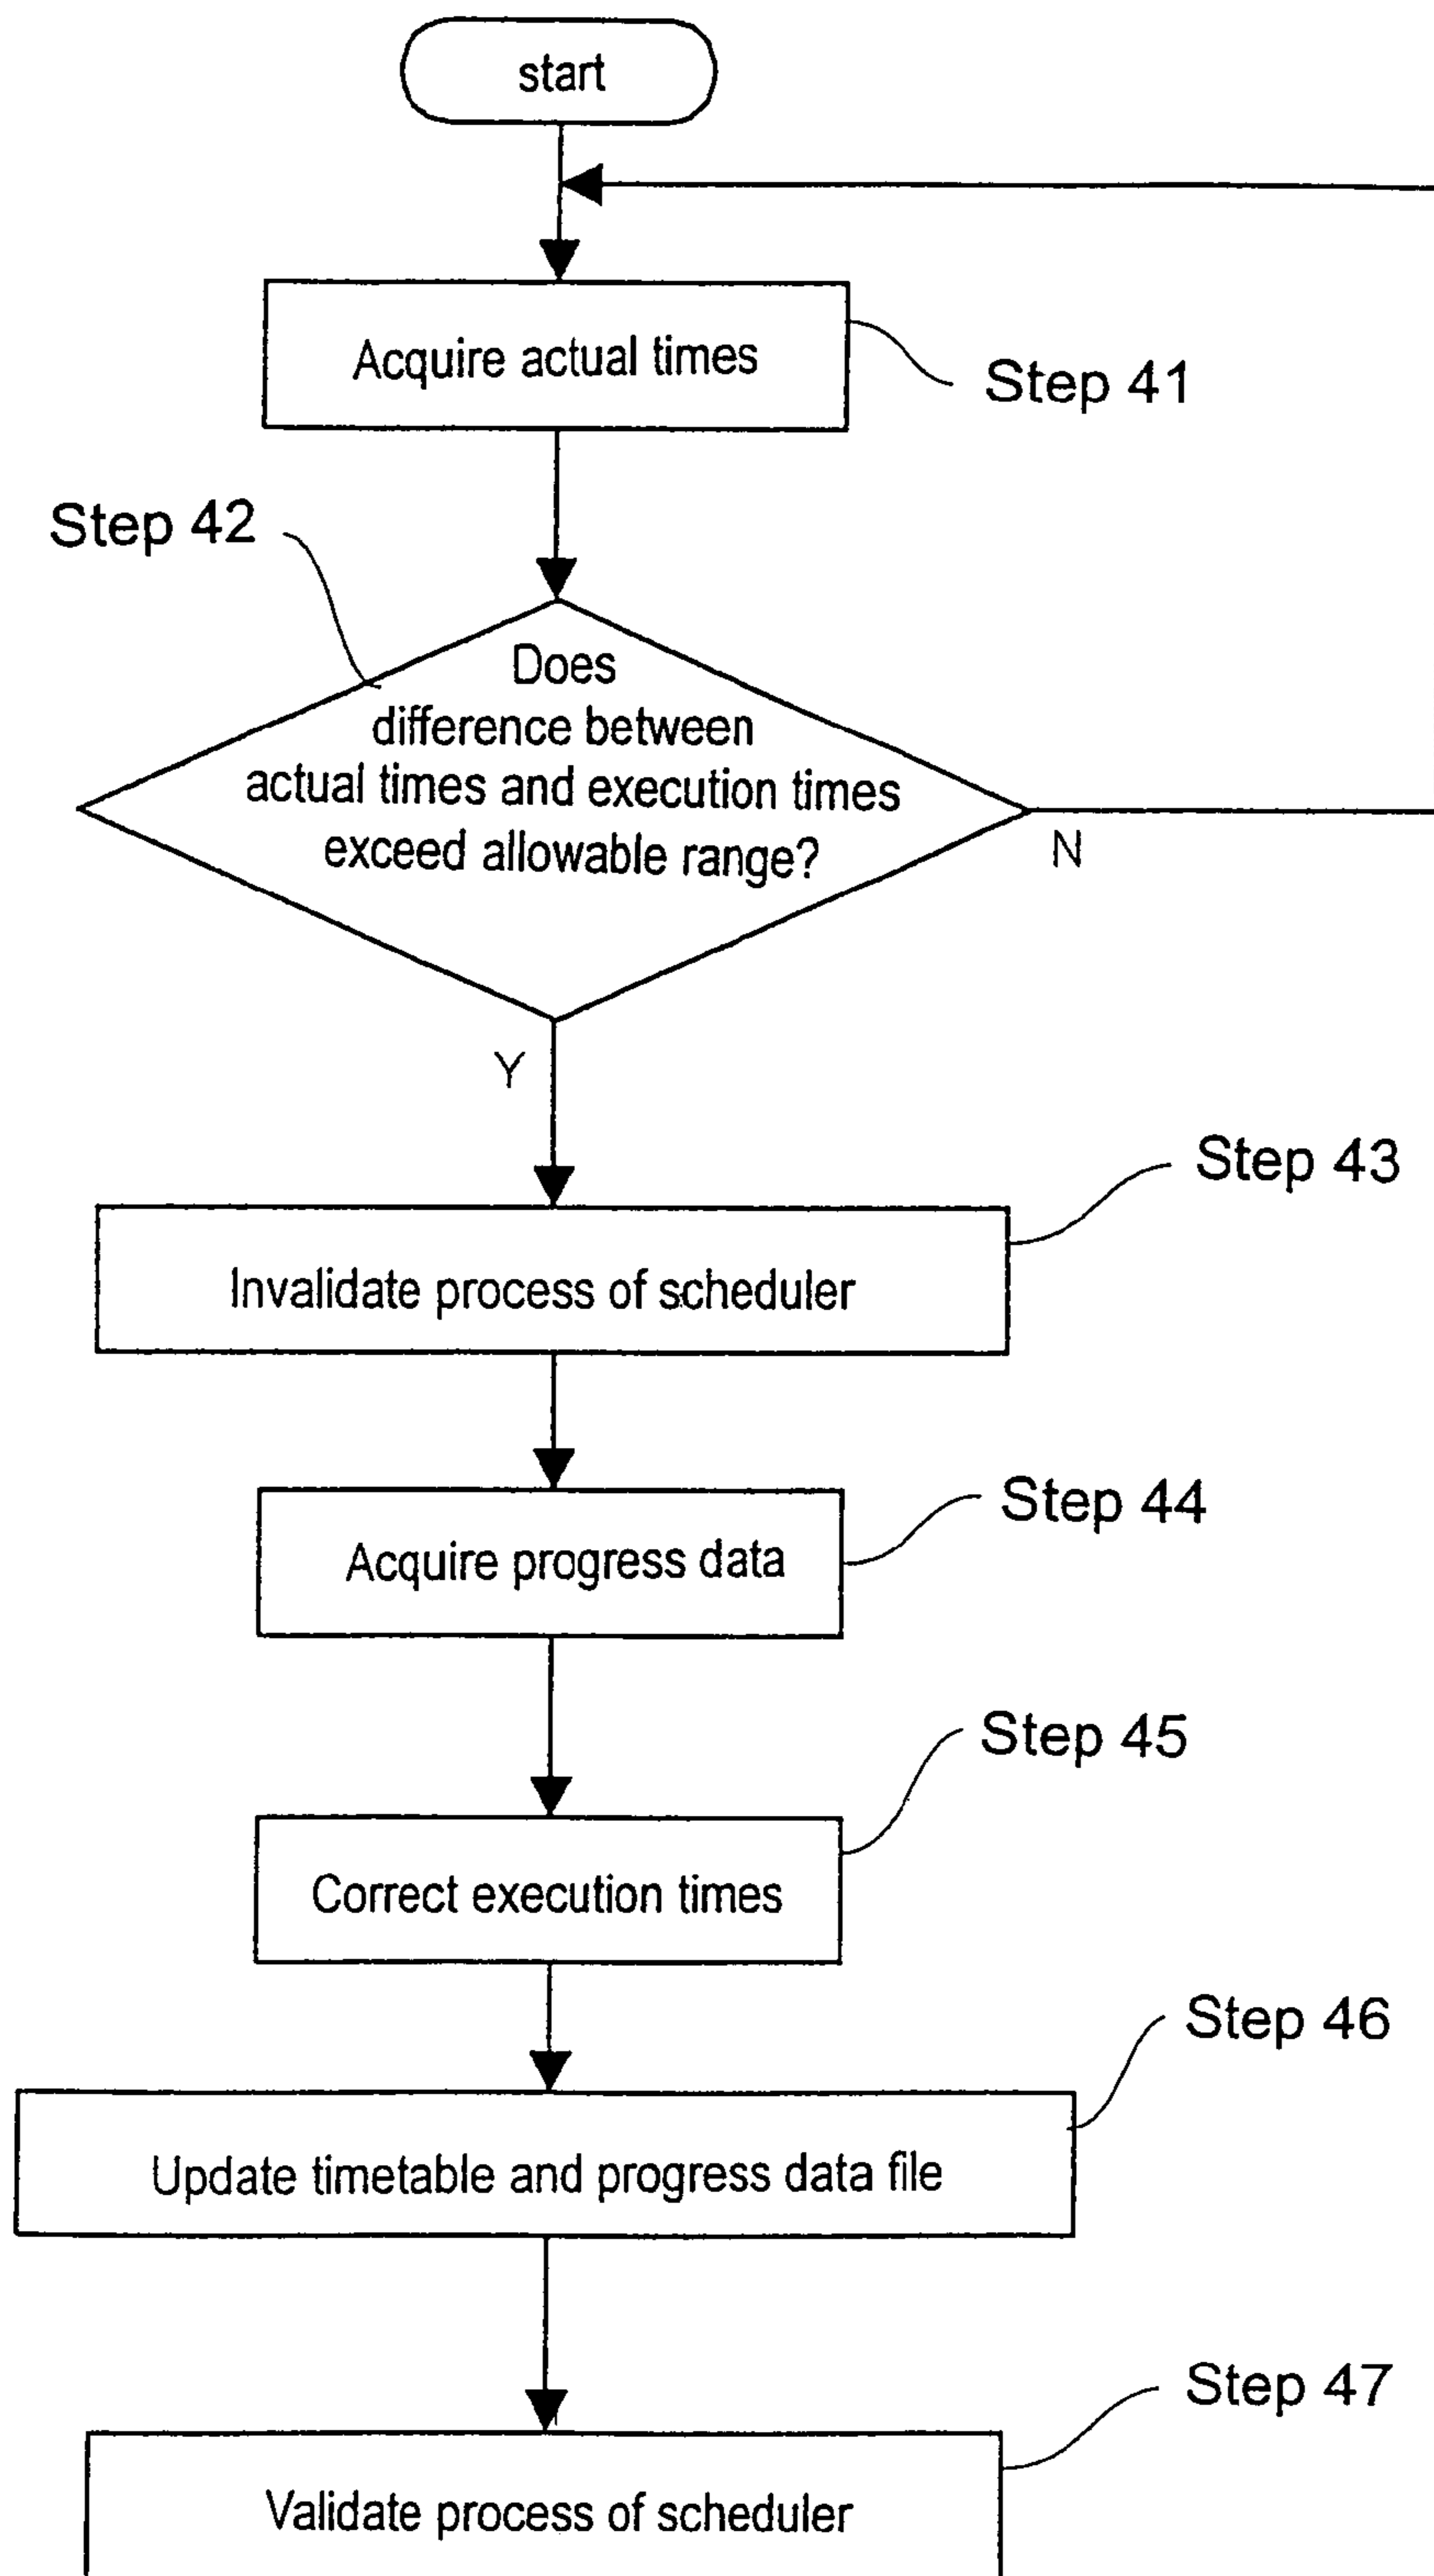 start
Acquire actual times
Step 41
Step 42
Does
difference between
actual times and execution times
exceed allowable range?
N
Y
Step 43
Invalidate process of scheduler
Step 44
Acquire progress data
Step 45
Correct execution times
Step 46
Update timetable and progress data file
Step 47
Validate process of scheduler